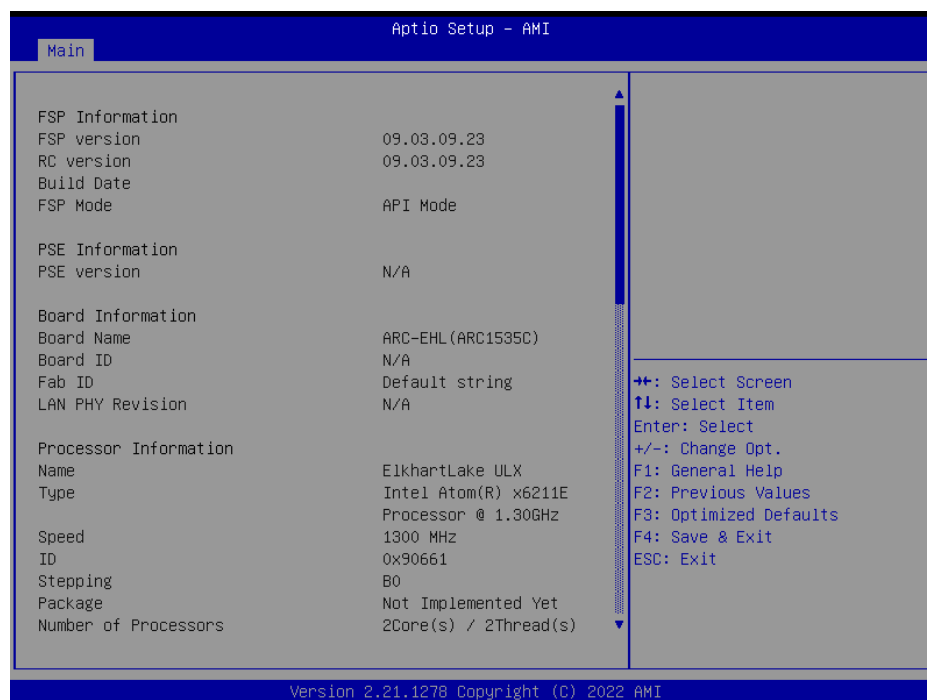 Aptio Setup – AMI
Main
FSP Information
FSP version 09.03.09.23
RC version 09.03.09.23
Build Date
FSP Mode API Mode
PSE Information
PSE version N/A
Board Information
Board Name ARC-EHL(ARC1535C)
Board ID N/A
Fab ID Default string
LAN PHY Revision N/A
Processor Information
Name ElkhartLake ULX
Type Intel Atom(R) x6211E
Processor @ 1.30GHz
Speed 1300 MHz
ID 0x90661
Stepping B0
Package Not Implemented Yet
Number of Processors 2Core(s) / 2Thread(s)
→←: Select Screen
↑↓: Select Item
Enter: Select
+/-: Change Opt.
F1: General Help
F2: Previous Values
F3: Optimized Defaults
F4: Save & Exit
ESC: Exit
Version 2.21.1278 Copyright (C) 2022 AMI